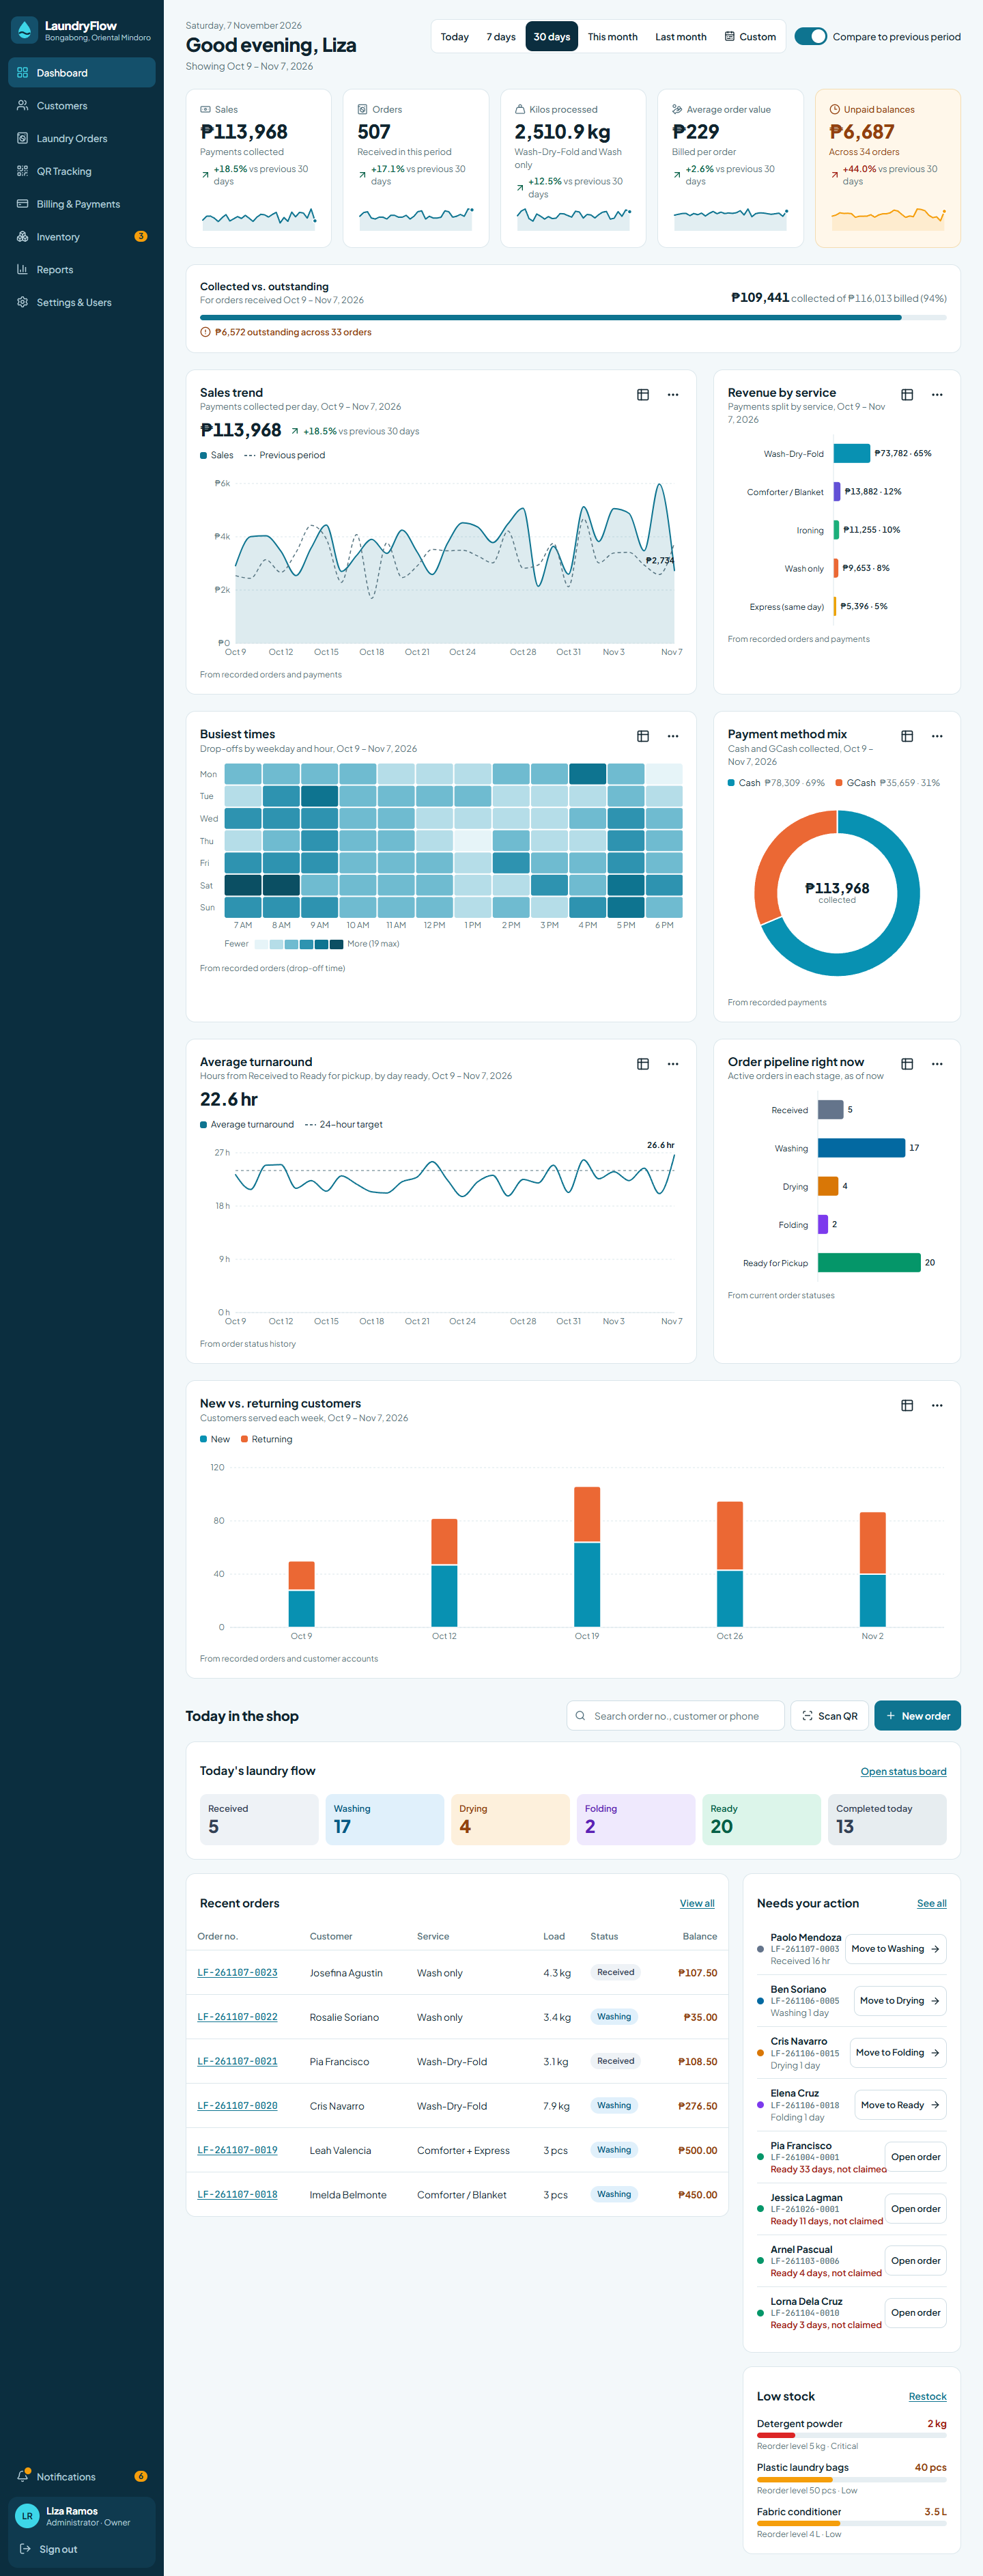 LaundryFlow
Bongabong, Oriental Mindoro
Dashboard
Customers
Laundry Orders
QR Tracking
Billing & Payments
Inventory 3
Reports
Settings & Users
Notifications 6
LR
Liza Ramos
Administrator · Owner
Sign out
Saturday, 7 November 2026
Good evening, Liza
Showing Oct 9 – Nov 7, 2026
Today 7 days 30 days This month Last month Custom
Compare to previous period
Sales
₱113,968
Payments collected
+18.5% vs previous 30
days
Orders
507
Received in this period
+17.1% vs previous 30
days
Kilos processed
2,510.9 kg
Wash-Dry-Fold and Wash
only
+12.5% vs previous 30
days
Average order value
₱229
Billed per order
+2.6% vs previous 30
days
Unpaid balances
₱6,687
Across 34 orders
+44.0% vs previous 30
days
Collected vs. outstanding
For orders received Oct 9 – Nov 7, 2026
₱109,441 collected of ₱116,013 billed (94%)
₱6,572 outstanding across 33 orders
Sales trend
Payments collected per day, Oct 9 – Nov 7, 2026
₱113,968 +18.5% vs previous 30 days
Sales Previous period
₱6k
₱4k
₱2,734
₱2k
₱0
Oct 9 Oct 12 Oct 15 Oct 18 Oct 21 Oct 24 Oct 28 Oct 31 Nov 3 Nov 7
From recorded orders and payments
Revenue by service
Payments split by service, Oct 9 – Nov
7, 2026
Wash-Dry-Fold ₱73,782 · 65%
Comforter / Blanket ₱13,882 · 12%
Ironing ₱11,255 · 10%
Wash only ₱9,653 · 8%
Express (same day) ₱5,396 · 5%
From recorded orders and payments
Busiest times
Drop-offs by weekday and hour, Oct 9 – Nov 7, 2026
Mon
Tue
Wed
Thu
Fri
Sat
Sun
7 AM 8 AM 9 AM 10 AM 11 AM 12 PM 1 PM 2 PM 3 PM 4 PM 5 PM 6 PM
Fewer More (19 max)
From recorded orders (drop-off time)
Payment method mix
Cash and GCash collected, Oct 9 –
Nov 7, 2026
Cash ₱78,309 · 69% GCash ₱35,659 · 31%
₱113,968
collected
From recorded payments
Average turnaround
Hours from Received to Ready for pickup, by day ready, Oct 9 – Nov 7, 2026
22.6 hr
Average turnaround 24-hour target
26.6 hr
27 h
18 h
9 h
0 h
Oct 9 Oct 12 Oct 15 Oct 18 Oct 21 Oct 24 Oct 28 Oct 31 Nov 3 Nov 7
From order status history
Order pipeline right now
Active orders in each stage, as of now
Received 5
Washing 17
Drying 4
Folding 2
Ready for Pickup 20
From current order statuses
New vs. returning customers
Customers served each week, Oct 9 – Nov 7, 2026
New Returning
120
80
40
0
Oct 9 Oct 12 Oct 19 Oct 26 Nov 2
From recorded orders and customer accounts
Today in the shop
Search order no., customer or phone
Scan QR
New order
Today's laundry flow
Open status board
Received
5
Washing
17
Drying
4
Folding
2
Ready
20
Completed today
13
Recent orders
View all
Order no. Customer Service Load Status Balance
LF-261107-0023 Josefina Agustin Wash only 4.3 kg Received ₱107.50
LF-261107-0022 Rosalie Soriano Wash only 3.4 kg Washing ₱35.00
LF-261107-0021 Pia Francisco Wash-Dry-Fold 3.1 kg Received ₱108.50
LF-261107-0020 Cris Navarro Wash-Dry-Fold 7.9 kg Washing ₱276.50
LF-261107-0019 Leah Valencia Comforter + Express 3 pcs Washing ₱500.00
LF-261107-0018 Imelda Belmonte Comforter / Blanket 3 pcs Washing ₱450.00
Needs your action
See all
Paolo Mendoza
LF-261107-0003
Received 16 hr
Move to Washing
Ben Soriano
LF-261106-0005
Washing 1 day
Move to Drying
Cris Navarro
LF-261106-0015
Drying 1 day
Move to Folding
Elena Cruz
LF-261106-0018
Folding 1 day
Move to Ready
Pia Francisco
LF-261004-0001
Ready 33 days, not claimed
Open order
Jessica Lagman
LF-261026-0001
Ready 11 days, not claimed
Open order
Arnel Pascual
LF-261103-0006
Ready 4 days, not claimed
Open order
Lorna Dela Cruz
LF-261104-0010
Ready 3 days, not claimed
Open order
Low stock
Restock
Detergent powder 2 kg
Reorder level 5 kg · Critical
Plastic laundry bags 40 pcs
Reorder level 50 pcs · Low
Fabric conditioner 3.5 L
Reorder level 4 L · Low